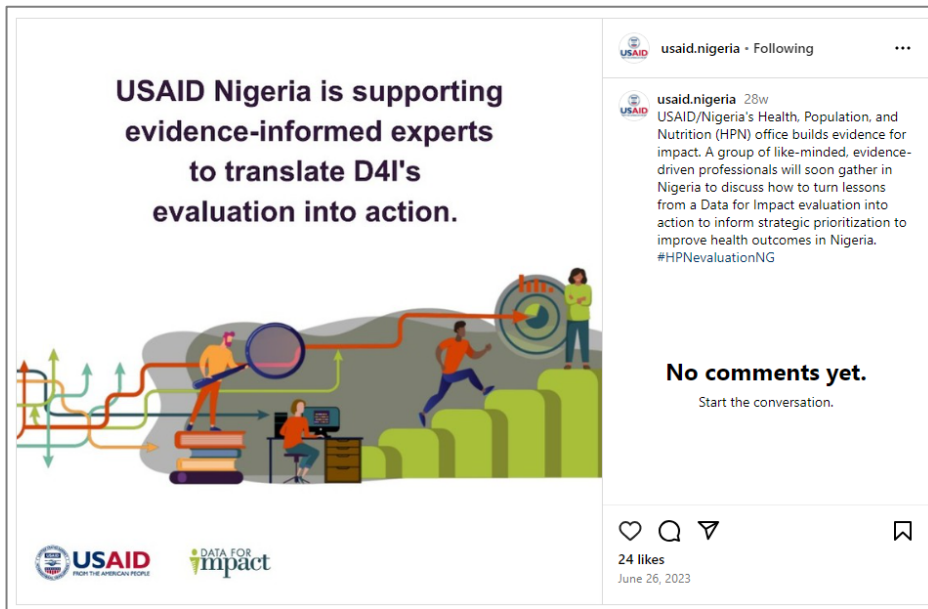 USAID Nigeria is supporting
evidence-informed experts
to translate D4I's
evaluation into action.
USAID
FROM THE AMERICAN PEOPLE
DATA FOR
impact
USAID
usaid.nigeria • Following
USAID
usaid.nigeria 28w
USAID/Nigeria's Health, Population, and
Nutrition (HPN) office builds evidence for
impact. A group of like-minded, evidence-
driven professionals will soon gather in
Nigeria to discuss how to turn lessons
from a Data for Impact evaluation into
action to inform strategic prioritization to
improve health outcomes in Nigeria.
#HPNevaluationNG
No comments yet.
Start the conversation.
24 likes
June 26, 2023